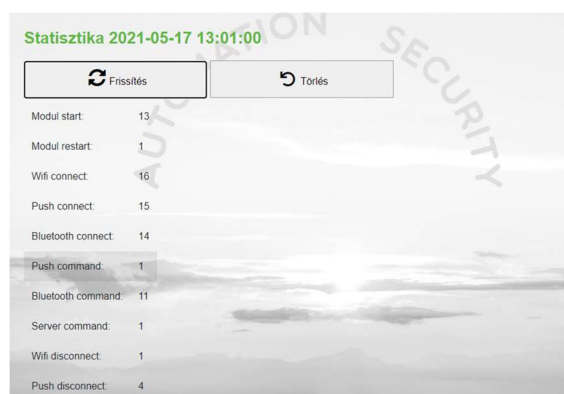 AUTOMATION SECURITY
Statisztika 2021-05-17 13:01:00
Frissítés
Törlés
Modul start: 13
Modul restart: 1
Wifi connect: 16
Push connect: 15
Bluetooth connect: 14
Push command: 1
Bluetooth command: 11
Server command: 1
Wifi disconnect: 1
Push disconnect: 4